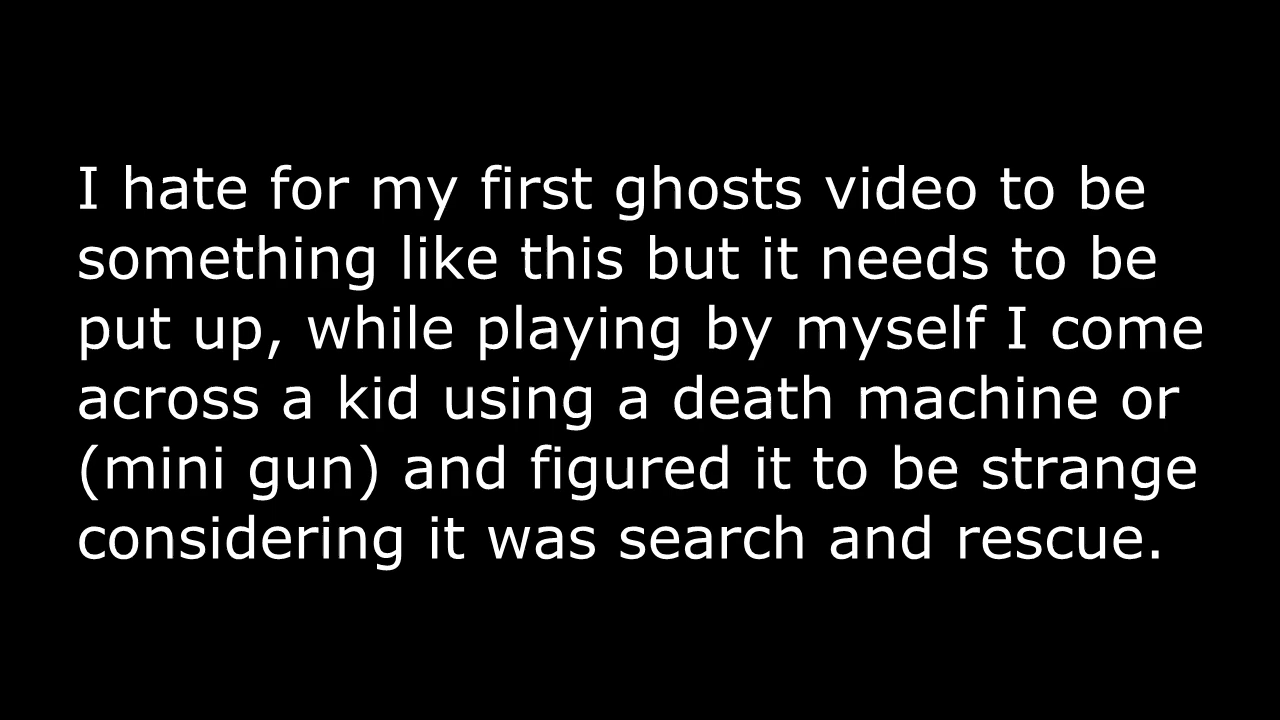 I hate for my first ghosts video to be
something like this but it needs to be
put up, while playing by myself I come
across a kid using a death machine or
(mini gun) and figured it to be strange
considering it was search and rescue.